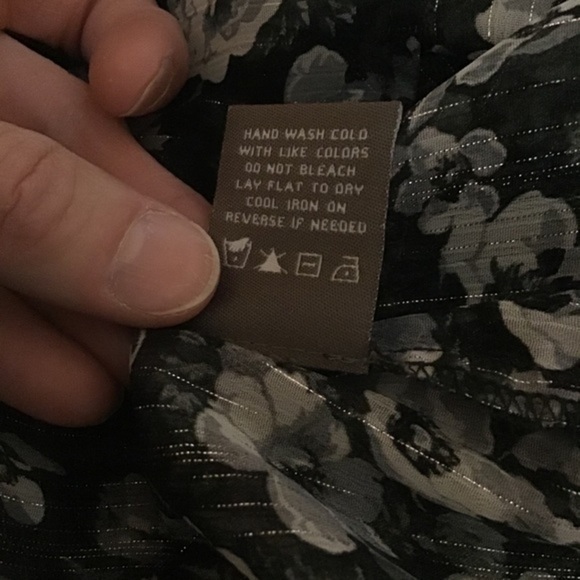 HAND WASH COLD
WITH LIKE COLORS
DO NOT BLEACH
LAY FLAT TO DRY
COOL IRON ON
REVERSE IF NEEDED